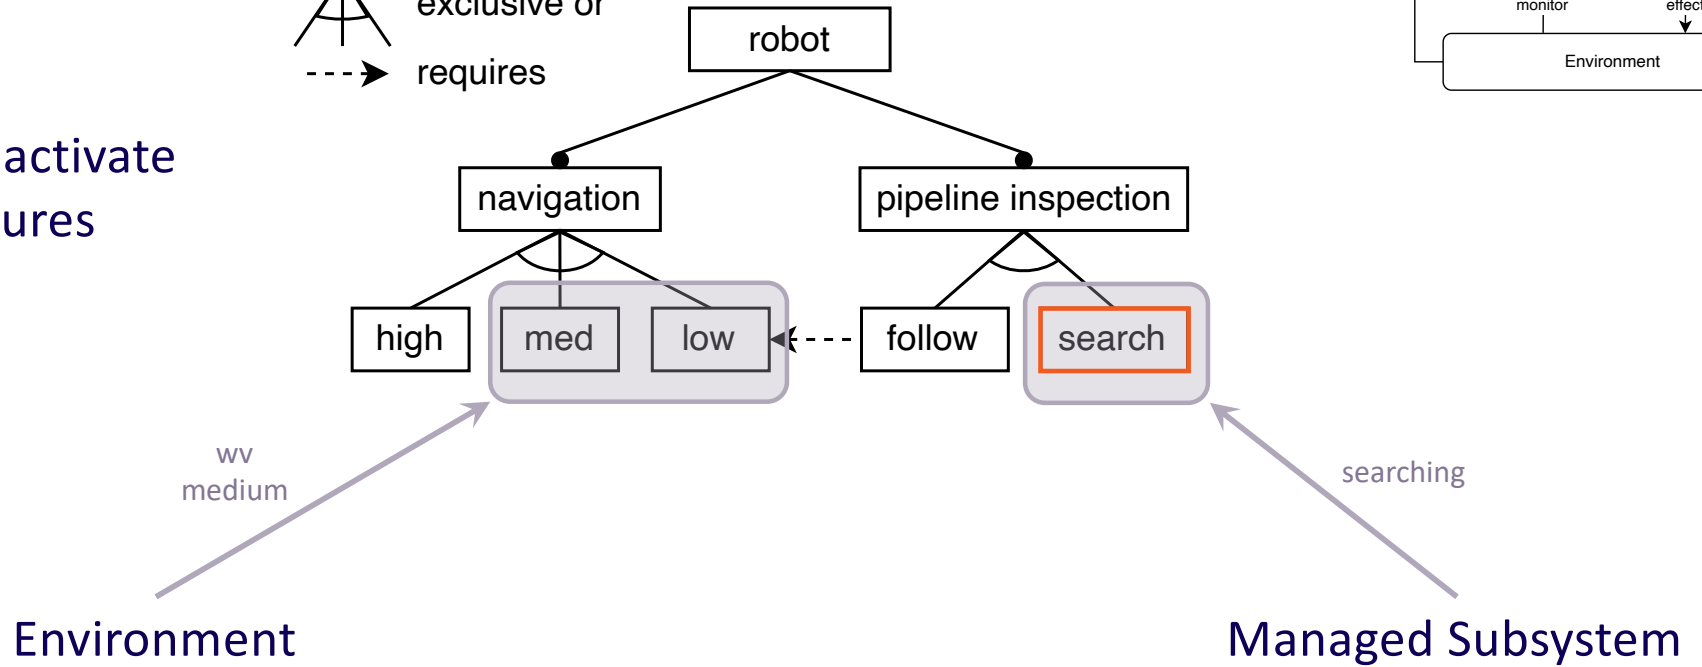 exclusive or
requires
robot
monitor
effect
Environment
activate
ures
navigation
pipeline inspection
high
med
low
follow
search
wv
medium
searching
Environment
Managed Subsystem